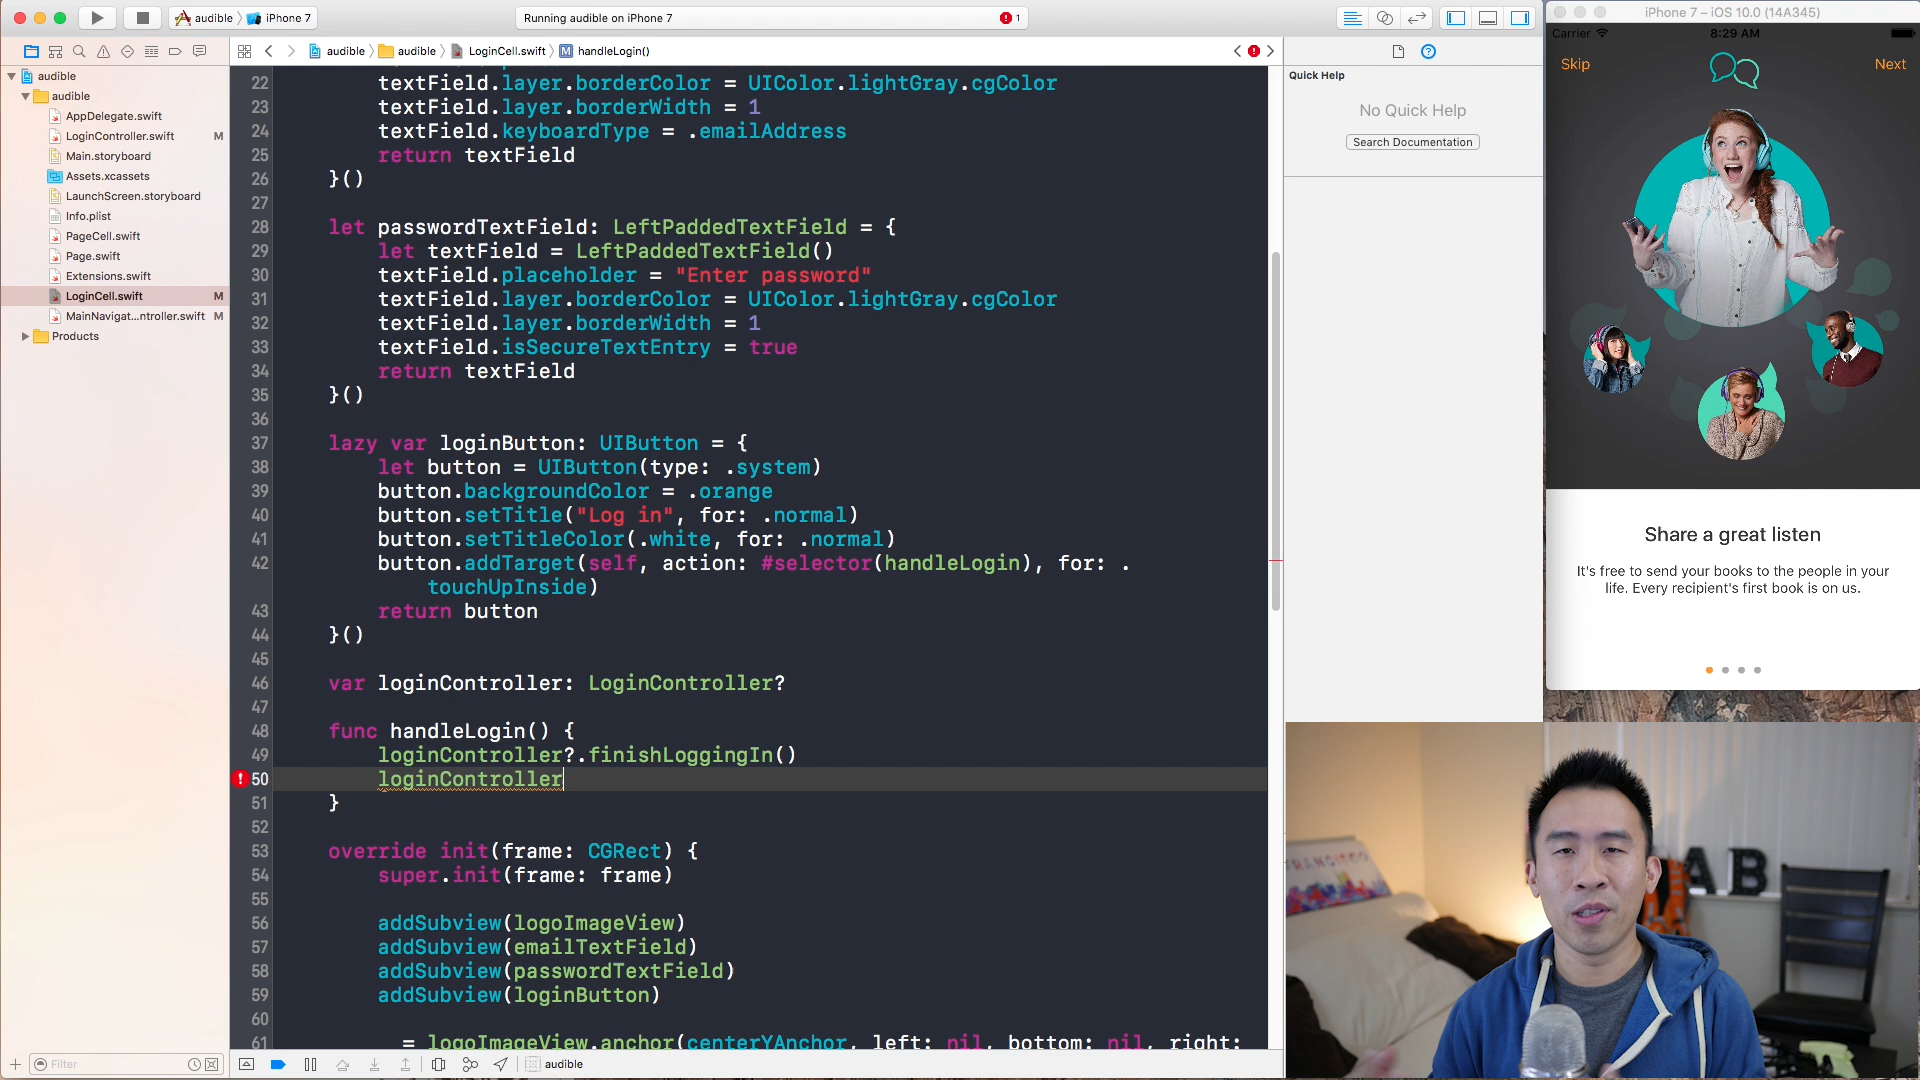 audible
iPhone 7
Running audible on iPhone 7
1
iPhone 7 – iOS 10.0 (14A345)
audible
audible
LoginCell.swift
handleLogin()
Carrier
8:29 AM
Skip
Next
audible
audible
AppDelegate.swift
LoginController.swift M
Main.storyboard
Assets.xcassets
LaunchScreen.storyboard
Info.plist
PageCell.swift
Page.swift
Extensions.swift
LoginCell.swift M
MainNavigat...ntroller.swift M
Products
Filter
22 textField.layer.borderColor = UIColor.lightGray.cgColor
23 textField.layer.borderWidth = 1
24 textField.keyboardType = .emailAddress
25 return textField
26 }()
27
28 let passwordTextField: LeftPaddedTextField = {
29 let textField = LeftPaddedTextField()
30 textField.placeholder = "Enter password"
31 textField.layer.borderColor = UIColor.lightGray.cgColor
32 textField.layer.borderWidth = 1
33 textField.isSecureTextEntry = true
34 return textField
35 }()
36
37 lazy var loginButton: UIButton = {
38 let button = UIButton(type: .system)
39 button.backgroundColor = .orange
40 button.setTitle("Log in", for: .normal)
41 button.setTitleColor(.white, for: .normal)
42 button.addTarget(self, action: #selector(handleLogin), for: .
touchUpInside)
43 return button
44 }()
45
46 var loginController: LoginController?
47
48 func handleLogin() {
49 loginController?.finishLoggingIn()
50 loginController
51 }
52
53 override init(frame: CGRect) {
54 super.init(frame: frame)
55
56 addSubview(logoImageView)
57 addSubview(emailTextField)
58 addSubview(passwordTextField)
59 addSubview(loginButton)
60
61 _ = logoImageView.anchor(centerYAnchor, left: nil, bottom: nil, right:
audible
Quick Help
No Quick Help
Search Documentation
Share a great listen
It's free to send your books to the people in your
life. Every recipient's first book is on us.
FRANCISCO
AB